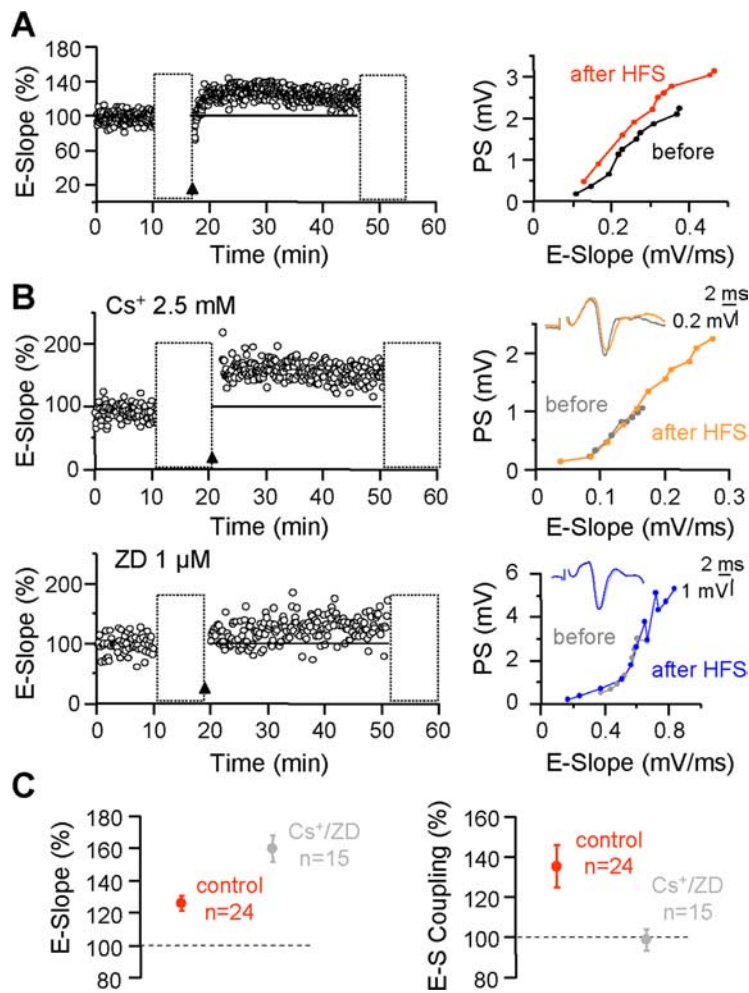 A
E-Slope (%)
180
140
100
60
20
0 10 20 30 40 50 60
Time (min)
PS (mV)
3
2
1
0
after HFS
before
0.2 0.4
E-Slope (mV/ms)
B
Cs+ 2.5 mM
E-Slope (%)
200
100
0
0 10 20 30 40 50 60
Time (min)
2 ms
0.2 mV
PS (mV)
2
1
0
before
after HFS
0 0.1 0.2 0.3
E-Slope (mV/ms)
ZD 1 µM
E-Slope (%)
200
100
0
0 10 20 30 40 50 60
Time (min)
2 ms
1 mV
PS (mV)
6
4
2
0
before
after HFS
0 0.4 0.8
E-Slope (mV/ms)
C
E-Slope (%)
180
160
140
120
100
80
Cs+/ZD
n=15
control
n=24
E-S Coupling (%)
160
140
120
100
80
control
n=24
Cs+/ZD
n=15